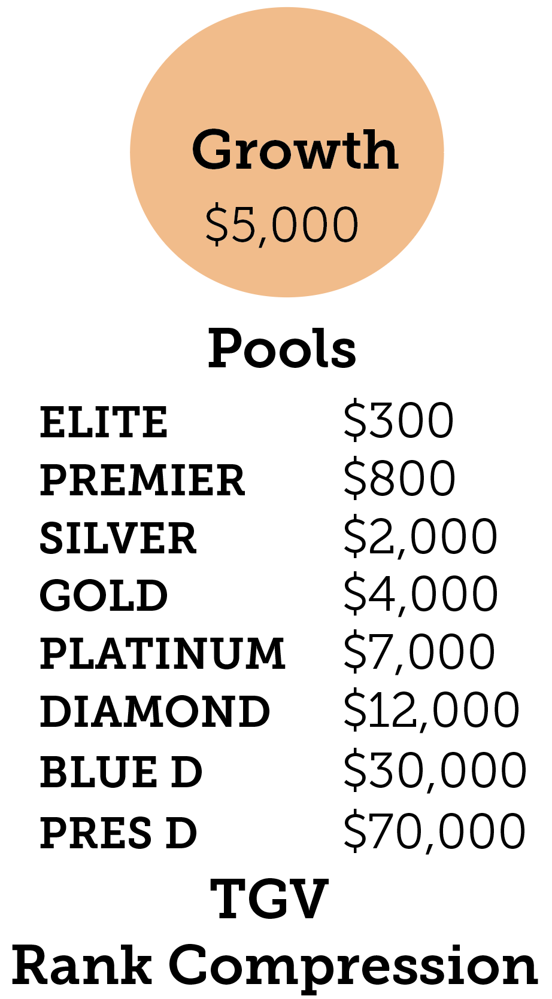 Growth
$5,000
Pools
ELITE $300
PREMIER $800
SILVER $2,000
GOLD $4,000
PLATINUM $7,000
DIAMOND $12,000
BLUE D $30,000
PRES D $70,000
TGV
Rank Compression